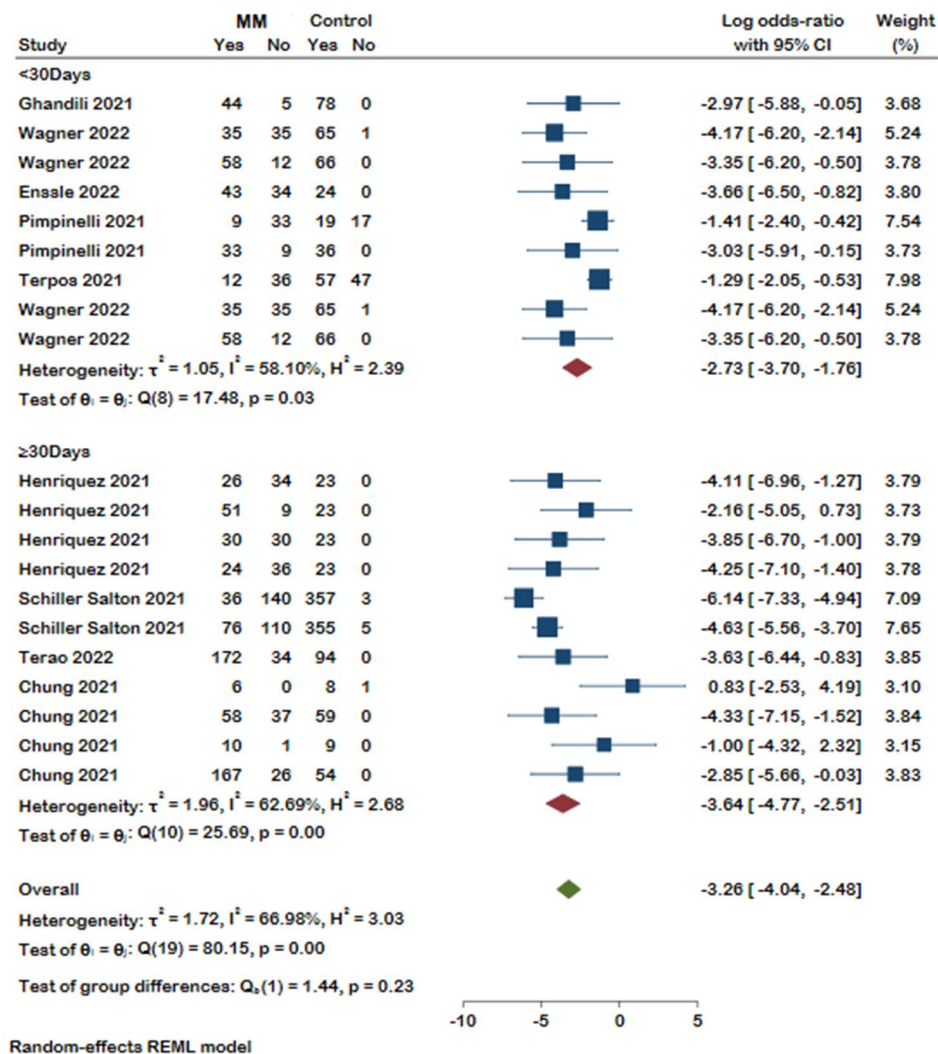 MM Control Log odds-ratio Weight
Study Yes No Yes No with 95% CI (%)
<30Days
Ghandili 2021 44 5 78 0 -2.97 [ -5.88, -0.05] 3.68
Wagner 2022 35 35 65 1 -4.17 [ -6.20, -2.14] 5.24
Wagner 2022 58 12 66 0 -3.35 [ -6.20, -0.50] 3.78
Enssle 2022 43 34 24 0 -3.66 [ -6.50, -0.82] 3.80
Pimpinelli 2021 9 33 19 17 -1.41 [ -2.40, -0.42] 7.54
Pimpinelli 2021 33 9 36 0 -3.03 [ -5.91, -0.15] 3.73
Terpos 2021 12 36 57 47 -1.29 [ -2.05, -0.53] 7.98
Wagner 2022 35 35 65 1 -4.17 [ -6.20, -2.14] 5.24
Wagner 2022 58 12 66 0 -3.35 [ -6.20, -0.50] 3.78
Heterogeneity: τ² = 1.05, I² = 58.10%, H² = 2.39 -2.73 [ -3.70, -1.76]
Test of θᵢ = θⱼ: Q(8) = 17.48, p = 0.03
≥30Days
Henriquez 2021 26 34 23 0 -4.11 [ -6.96, -1.27] 3.79
Henriquez 2021 51 9 23 0 -2.16 [ -5.05, 0.73] 3.73
Henriquez 2021 30 30 23 0 -3.85 [ -6.70, -1.00] 3.79
Henriquez 2021 24 36 23 0 -4.25 [ -7.10, -1.40] 3.78
Schiller Salton 2021 36 140 357 3 -6.14 [ -7.33, -4.94] 7.09
Schiller Salton 2021 76 110 355 5 -4.63 [ -5.56, -3.70] 7.65
Terao 2022 172 34 94 0 -3.63 [ -6.44, -0.83] 3.85
Chung 2021 6 0 8 1 0.83 [ -2.53, 4.19] 3.10
Chung 2021 58 37 59 0 -4.33 [ -7.15, -1.52] 3.84
Chung 2021 10 1 9 0 -1.00 [ -4.32, 2.32] 3.15
Chung 2021 167 26 54 0 -2.85 [ -5.66, -0.03] 3.83
Heterogeneity: τ² = 1.96, I² = 62.69%, H² = 2.68 -3.64 [ -4.77, -2.51]
Test of θᵢ = θⱼ: Q(10) = 25.69, p = 0.00
Overall -3.26 [ -4.04, -2.48]
Heterogeneity: τ² = 1.72, I² = 66.98%, H² = 3.03
Test of θᵢ = θⱼ: Q(19) = 80.15, p = 0.00
Test of group differences: Q_b(1) = 1.44, p = 0.23
-10 -5 0 5
Random-effects REML model